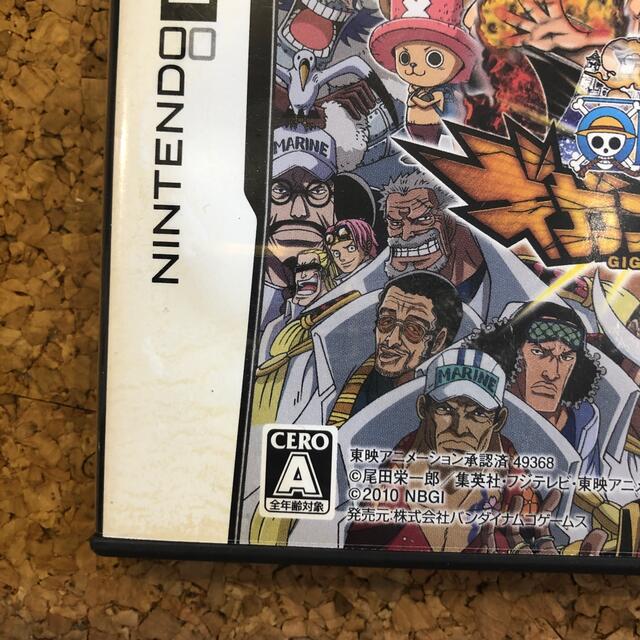 NINTENDO
MARINE
ギガ
GIG
MARINE
CERO
A
全年齢対象
東映アニメーション承認済 49368
©尾田栄一郎／集英社・フジテレビ・東映アニメ
©2010 NBGI
発売元:株式会社バンダイナムコゲームス